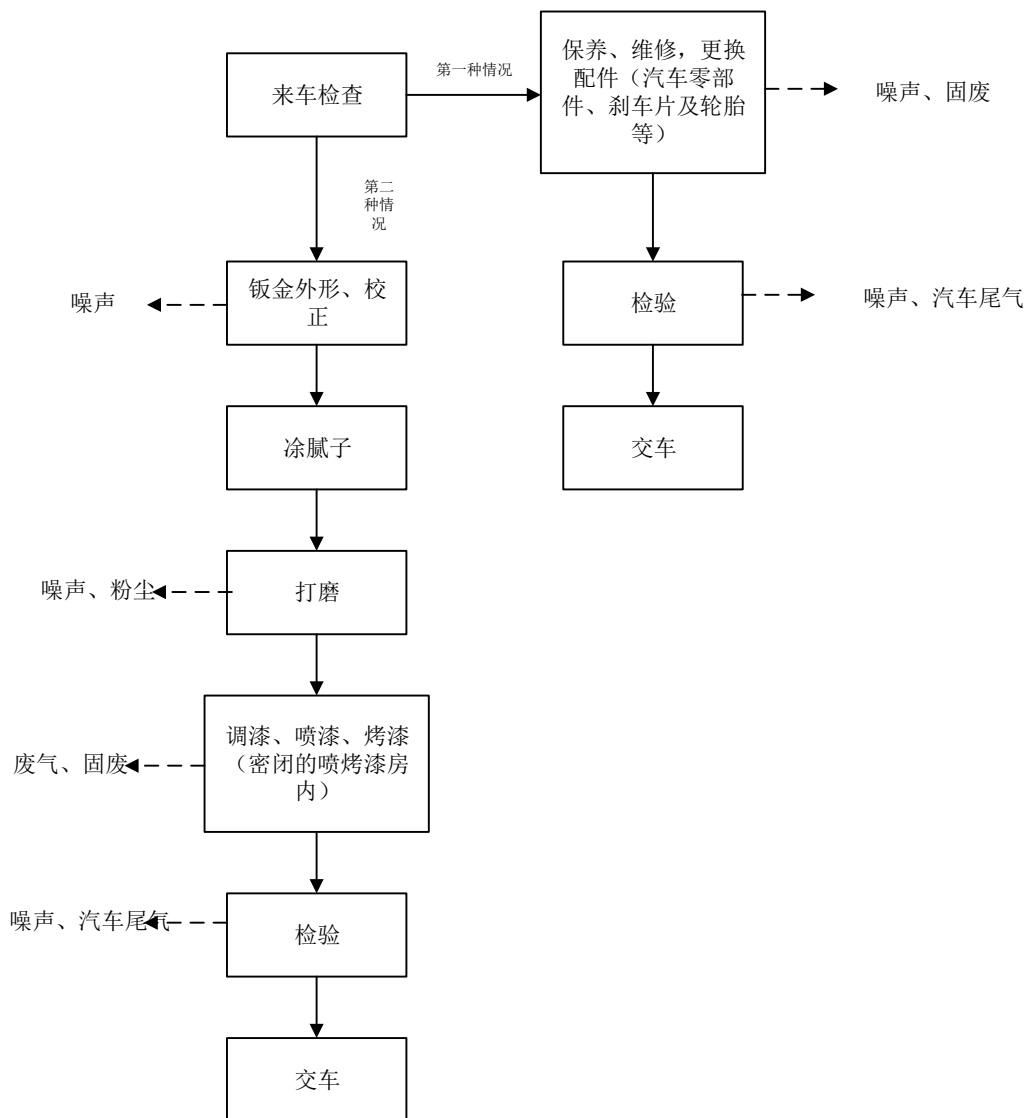 保养、维修，更换
配件（汽车零部
件、刹车片及轮胎
等）
第一种情况
来车检查
噪声、固废
第二
种情
况
钣金外形、校
正
噪声
检验
噪声、汽车尾气
涂腻子
交车
打磨
噪声、粉尘
调漆、喷漆、烤漆
（密闭的喷烤漆房
内）
废气、固废
检验
噪声、汽车尾气
交车